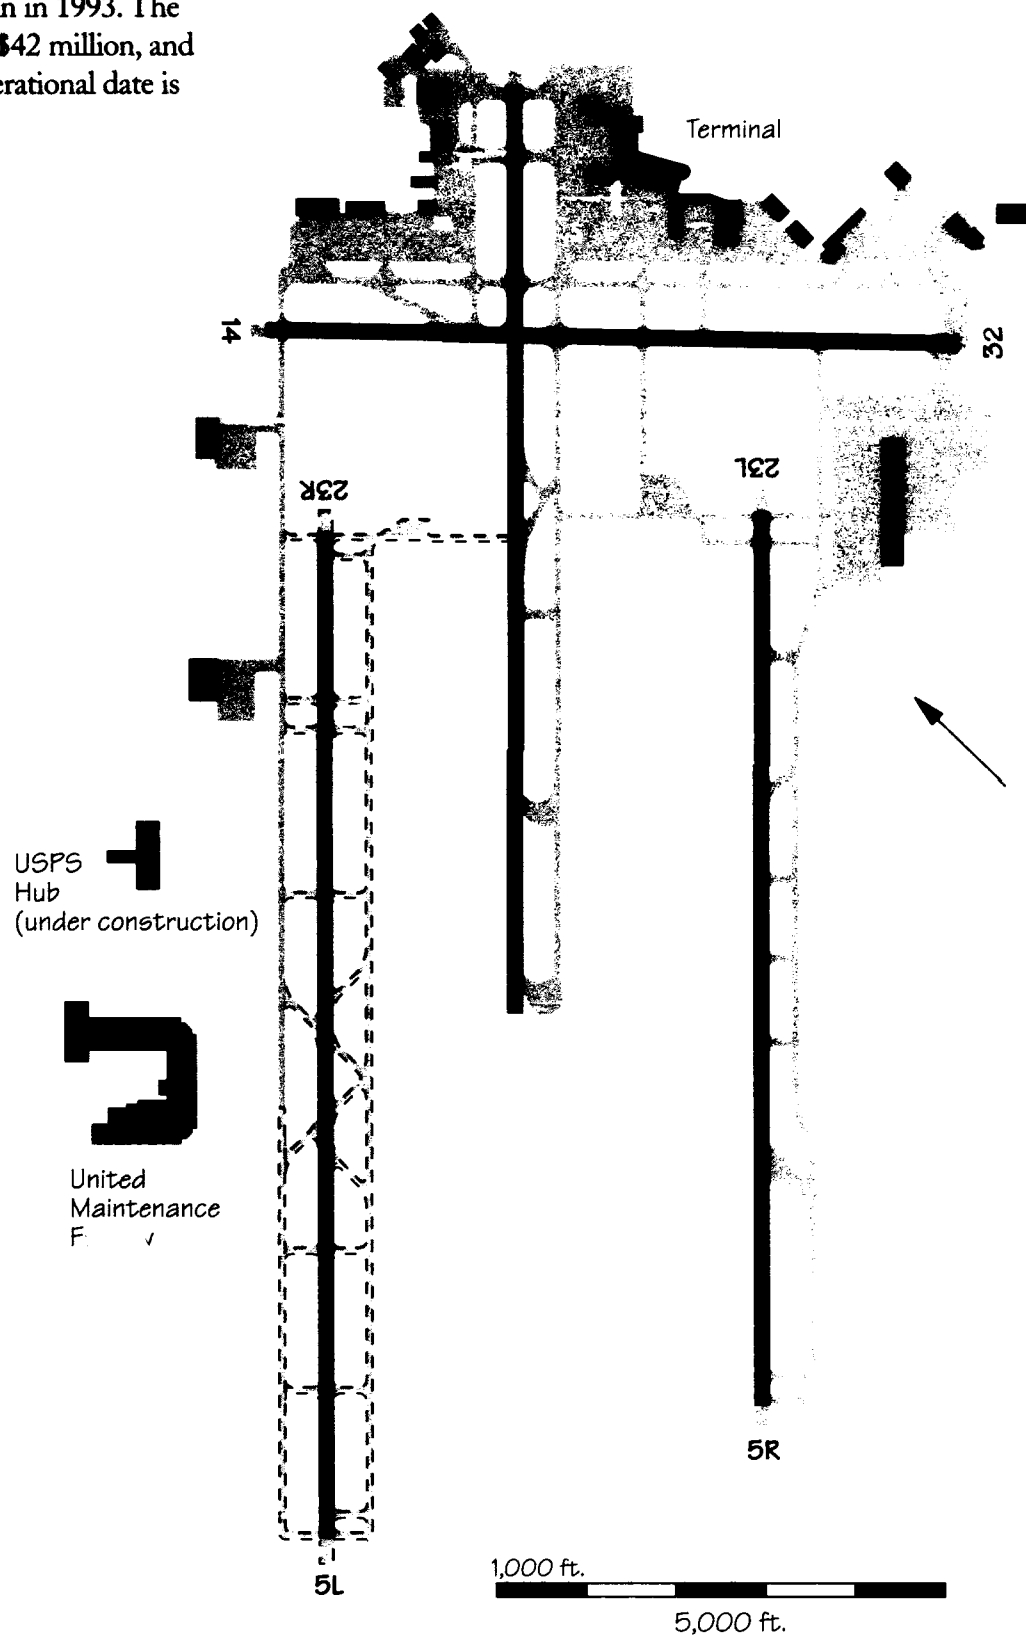 in 1993. The
$42 million, and
date is
Terminal
14
32
23R
23L
USPS
Hub
(under construction)
United
Maintenance
5R
5L
1,000 ft.
5,000 ft.